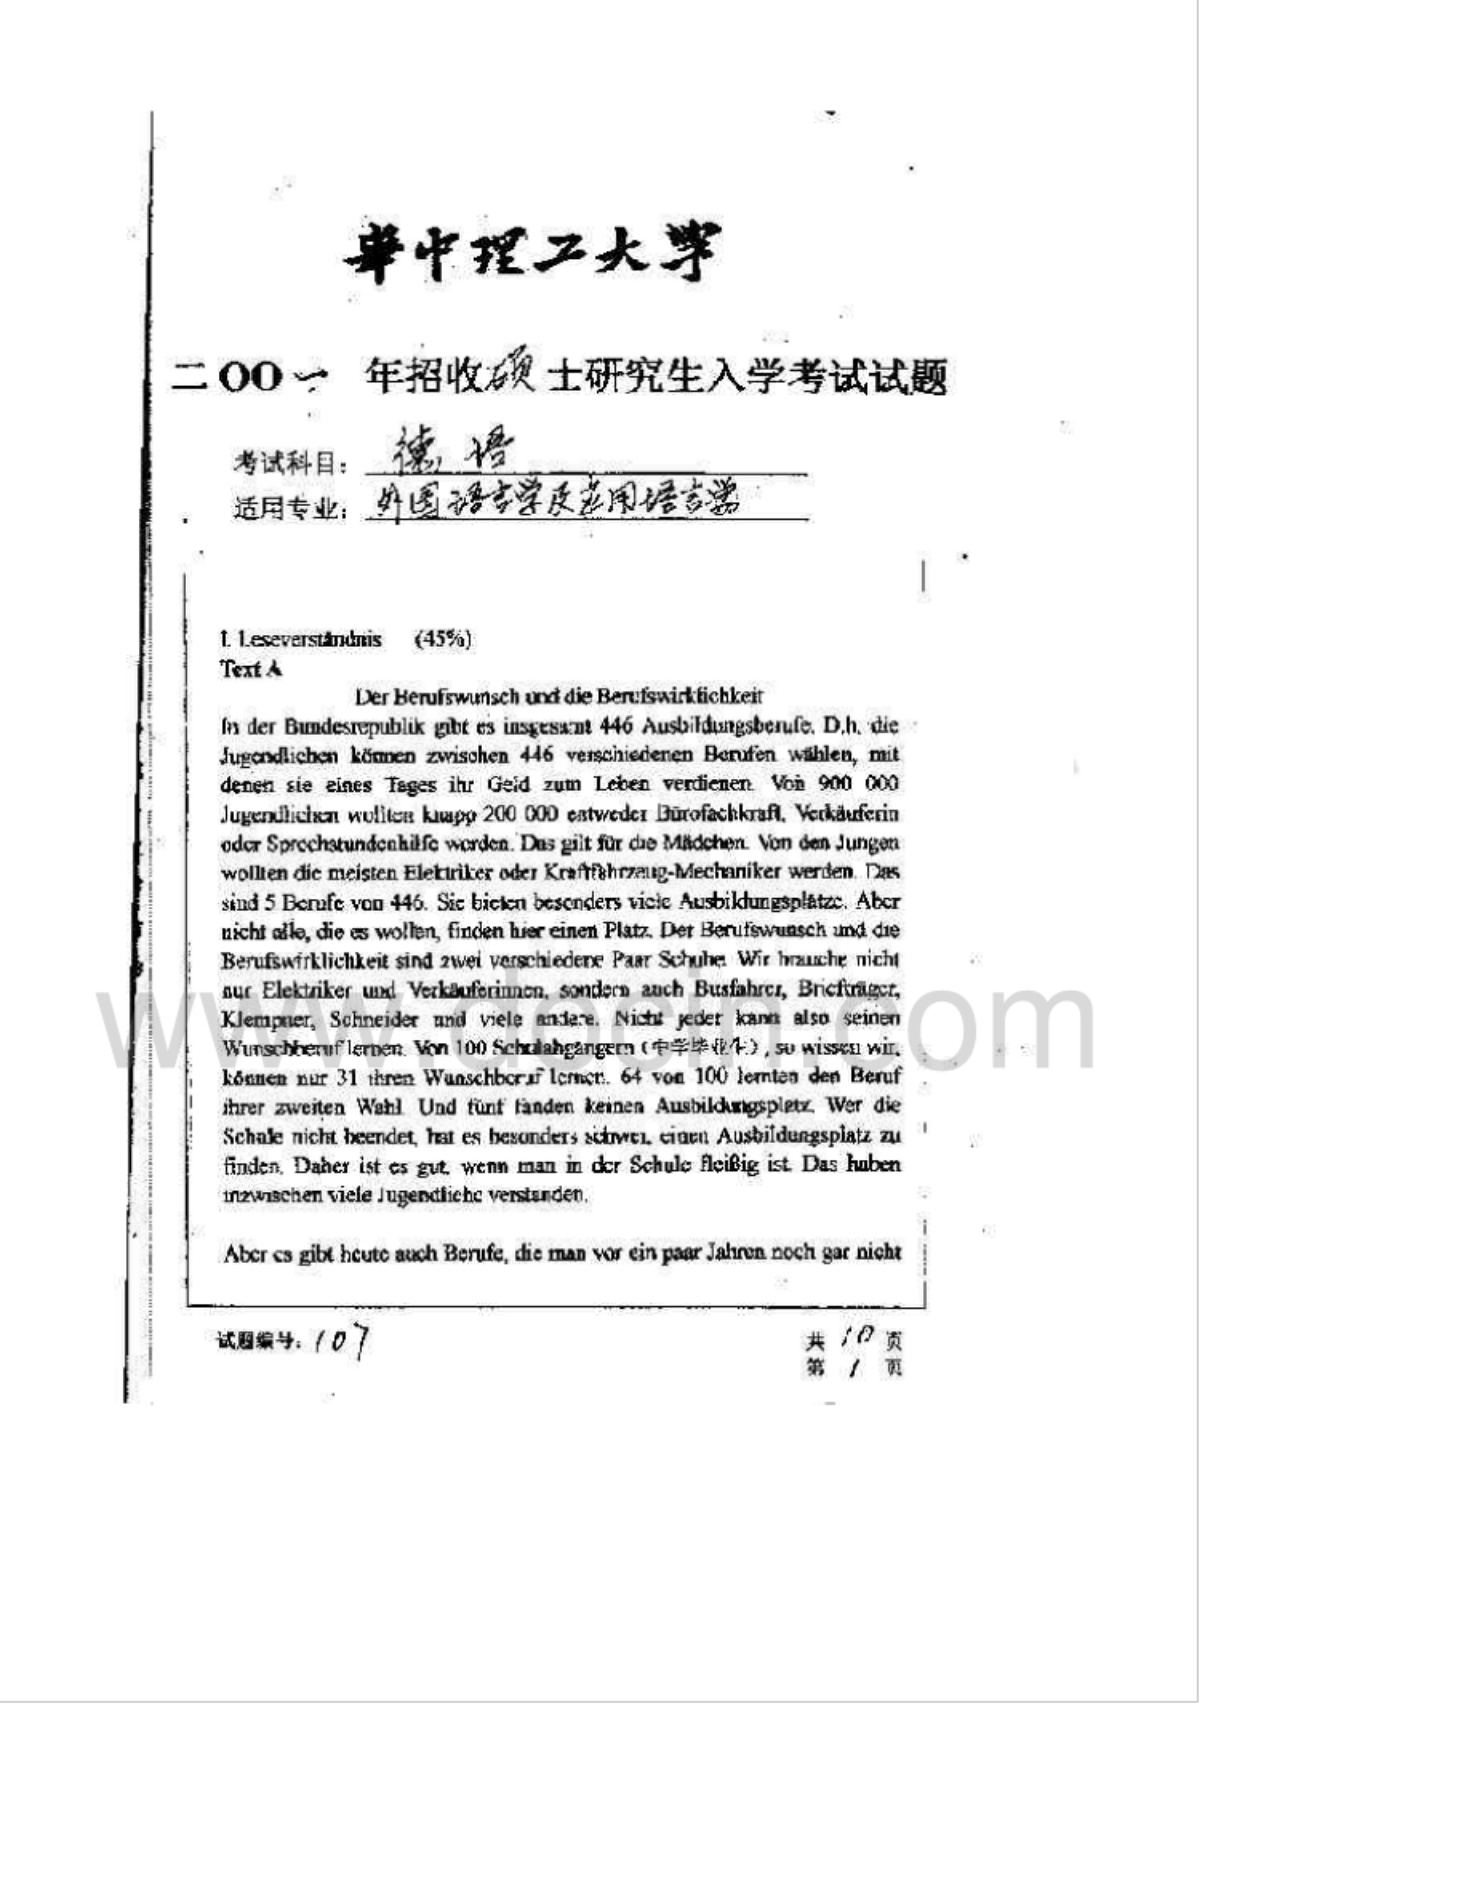 華中理工大学
二OO一 年招收硕士研究生入学考试试题
考试科目: 德语
适用专业: 外国语言学及应用语言学
I. Leseverständnis (45%)
Text A
Der Berufswunsch und die Berufswirklichkeit
In der Bundesrepublik gibt es insgesamt 446 Ausbildungsberufe. D.h. die
Jugendlichen können zwischen 446 verschiedenen Berufen wählen, mit
denen sie eines Tages ihr Geld zum Leben verdienen. Von 900 000
Jugendlichen wollten knapp 200 000 entweder Bürofachkraft, Verkäuferin
oder Sprechstundenhilfe werden. Das gilt für die Mädchen. Von den Jungen
wollten die meisten Elektriker oder Kraftfahrzeug-Mechaniker werden. Das
sind 5 Berufe von 446. Sie bieten besonders viele Ausbildungsplätze. Aber
nicht alle, die es wollen, finden hier einen Platz. Der Berufswunsch und die
Berufswirklichkeit sind zwei verschiedene Paar Schuhe. Wir brauche nicht
nur Elektriker und Verkäuferinnen, sondern auch Busfahrer, Briefträger,
Klempner, Schneider und viele andere. Nicht jeder kann also seinen
Wunschberuf lernen. Von 100 Schulabgängern (中学毕业生), so wissen wir,
können nur 31 ihren Wunschberuf lernen. 64 von 100 lernten den Beruf
ihrer zweiten Wahl. Und fünf fanden keinen Ausbildungsplatz. Wer die
Schule nicht beendet, hat es besonders schwer, einen Ausbildungsplatz zu
finden. Daher ist es gut, wenn man in der Schule fleißig ist. Das haben
inzwischen viele Jugendliche verstanden.
Aber es gibt heute auch Berufe, die man vor ein paar Jahren noch gar nicht
试题编号: 107
共 10 页
第 1 页
www.docin.com